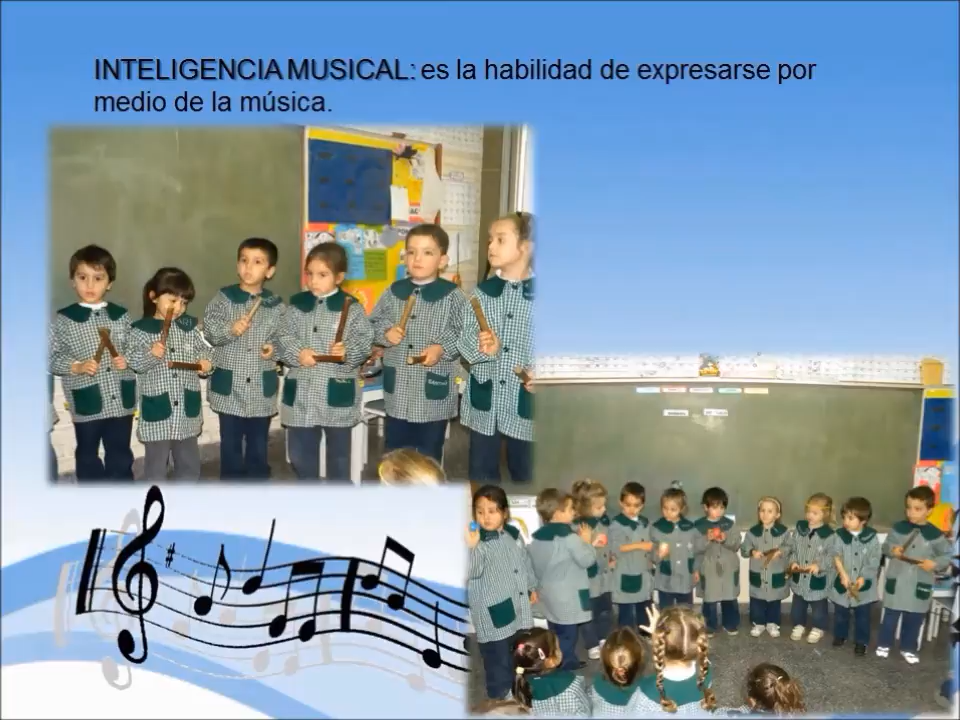 INTELIGENCIA MUSICAL: es la habilidad de expresarse por
medio de la música.